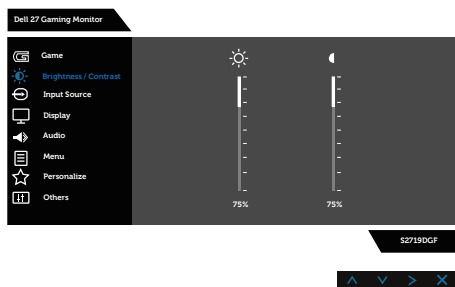 Dell 27 Gaming Monitor
Game
Brightness / Contrast
Input Source
Display
Audio
Menu
Personalize
Others
75%
75%
S2719DGF